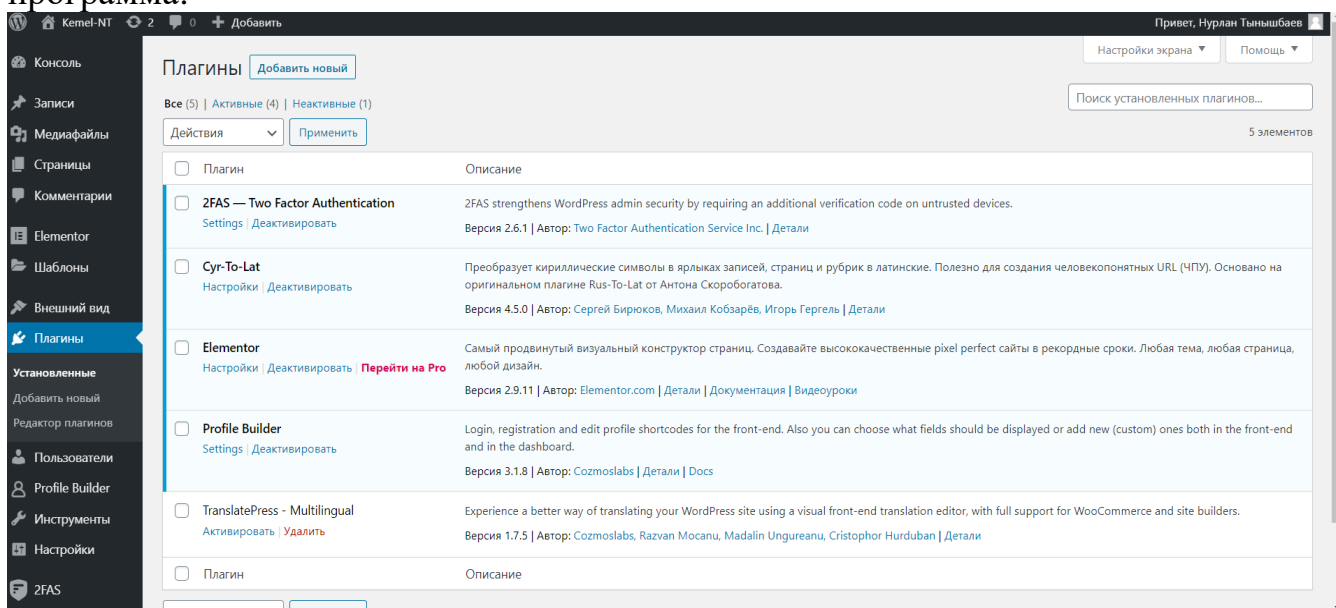 программа.
Kemel-NT 2 0 + Добавить Привет, Нурлан Тынышбаев
Настройки экрана ▼ Помощь ▼
Консоль
Записи
Медиафайлы
Страницы
Комментарии
Elementor
Шаблоны
Внешний вид
Плагины
Установленные
Добавить новый
Редактор плагинов
Пользователи
Profile Builder
Инструменты
Настройки
2FAS
Плагины Добавить новый
Все (5) | Активные (4) | Неактивные (1)
Поиск установленных плагинов...
Действия Применить
5 элементов
Плагин Описание
2FAS — Two Factor Authentication
Settings | Деактивировать
2FAS strengthens WordPress admin security by requiring an additional verification code on untrusted devices.
Версия 2.6.1 | Автор: Two Factor Authentication Service Inc. | Детали
Cyr-To-Lat
Настройки | Деактивировать
Преобразует кириллические символы в ярлыках записей, страниц и рубрик в латинские. Полезно для создания человекопонятных URL (ЧПУ). Основано на
оригинальном плагине Rus-To-Lat от Антона Скоробогатова.
Версия 4.5.0 | Автор: Сергей Бирюков, Михаил Кобзарёв, Игорь Гергель | Детали
Elementor
Настройки | Деактивировать | Перейти на Pro
Самый продвинутый визуальный конструктор страниц. Создавайте высококачественные pixel perfect сайты в рекордные сроки. Любая тема, любая страница,
любой дизайн.
Версия 2.9.11 | Автор: Elementor.com | Детали | Документация | Видеоуроки
Profile Builder
Settings | Деактивировать
Login, registration and edit profile shortcodes for the front-end. Also you can choose what fields should be displayed or add new (custom) ones both in the front-end
and in the dashboard.
Версия 3.1.8 | Автор: Cozmoslabs | Детали | Docs
TranslatePress - Multilingual
Активировать | Удалить
Experience a better way of translating your WordPress site using a visual front-end translation editor, with full support for WooCommerce and site builders.
Версия 1.7.5 | Автор: Cozmoslabs, Razvan Mocanu, Madalin Ungureanu, Cristophor Hurduban | Детали
Плагин Описание